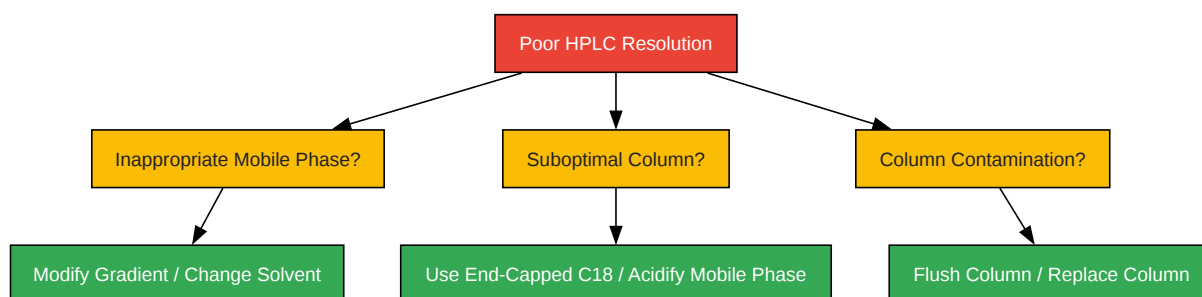 Poor HPLC Resolution
Inappropriate Mobile Phase?
Suboptimal Column?
Column Contamination?
Modify Gradient / Change Solvent
Use End-Capped C18 / Acidify Mobile Phase
Flush Column / Replace Column